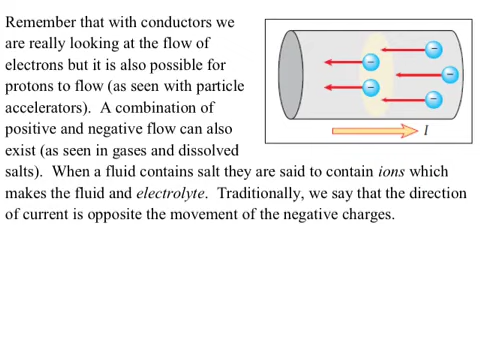 Remember that with conductors we
are really looking at the flow of
electrons but it is also possible for
protons to flow (as seen with particle
accelerators).  A combination of
positive and negative flow can also
exist (as seen in gases and dissolved
salts).  When a fluid contains salt they are said to contain ions which
makes the fluid and electrolyte.  Traditionally, we say that the direction
of current is opposite the movement of the negative charges.
−
−
−
−
−
I